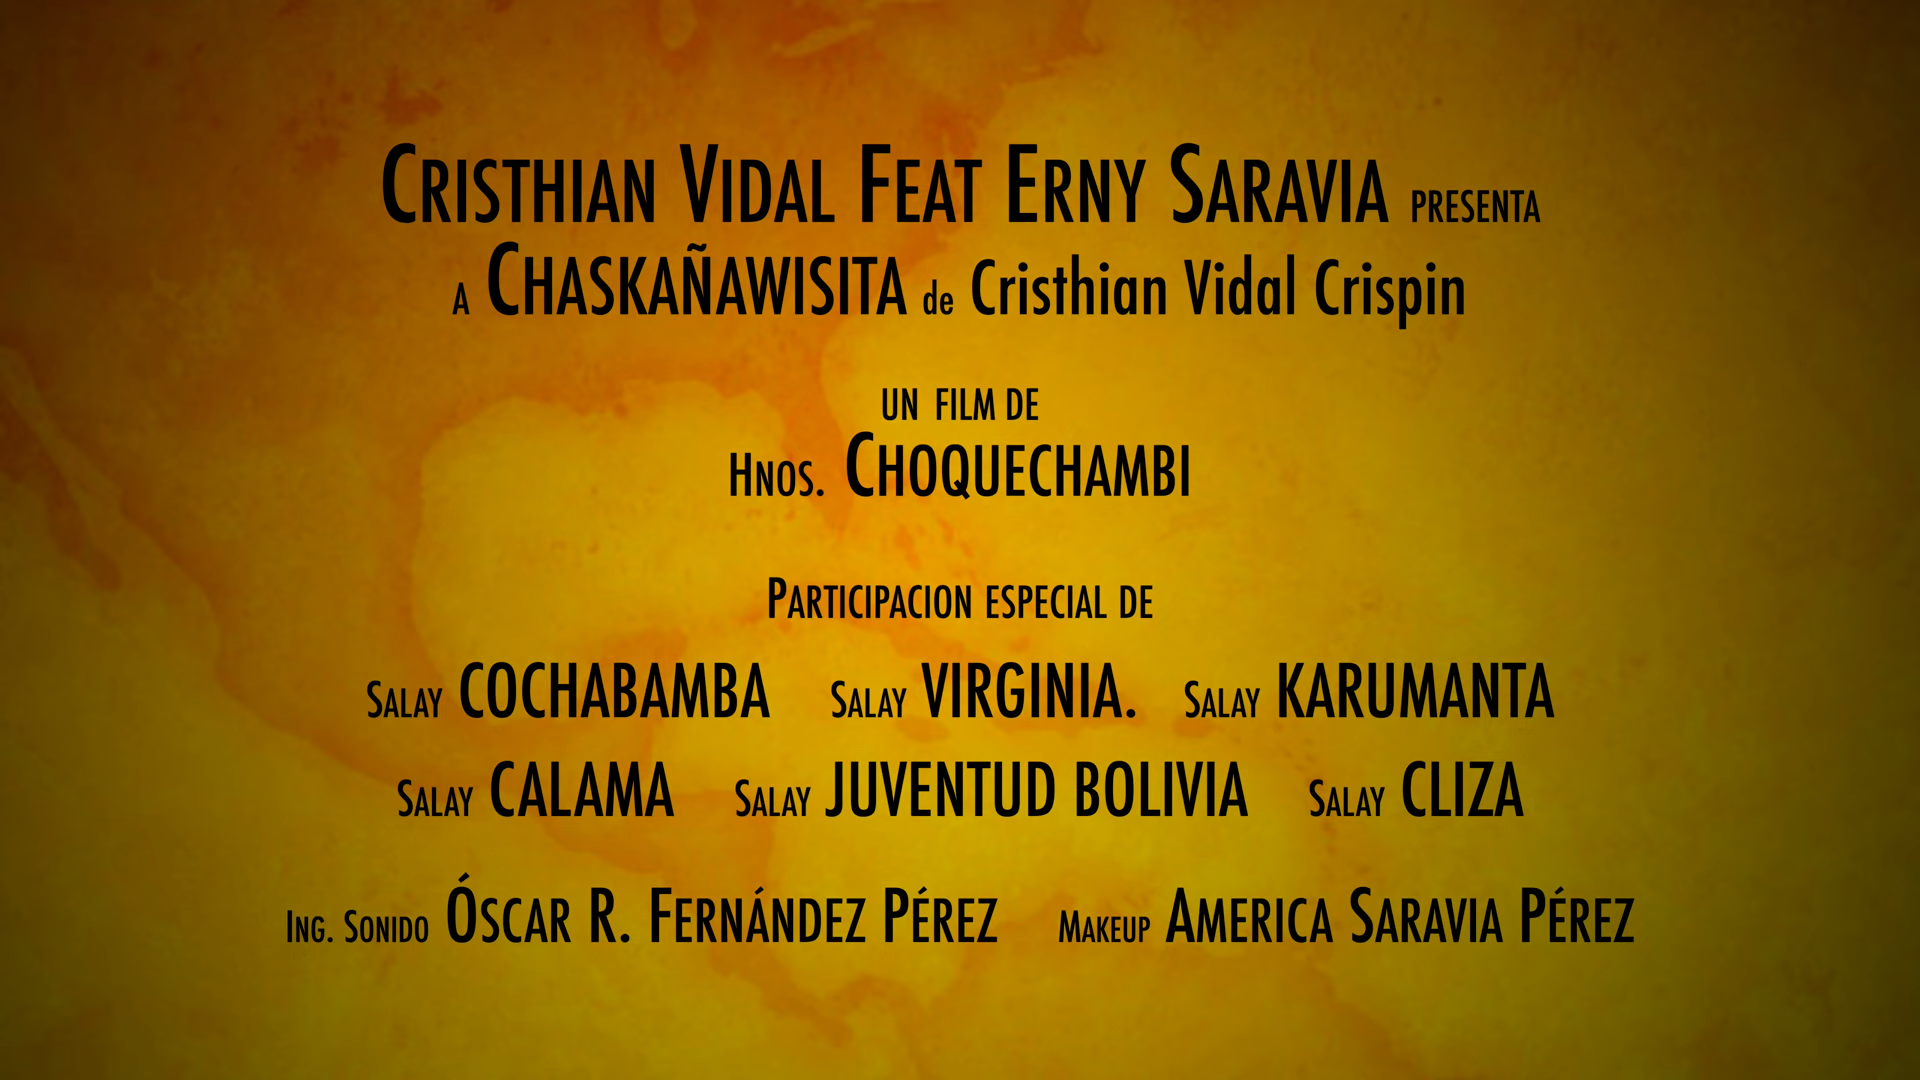 CRISTHIAN VIDAL FEAT ERNY SARAVIA PRESENTA
A CHASKAÑAWISITA de Cristhian Vidal Crispin
UN FILM DE
HNOS. CHOQUECHAMBI
PARTICIPACION ESPECIAL DE
SALAY COCHABAMBA SALAY VIRGINIA. SALAY KARUMANTA
SALAY CALAMA SALAY JUVENTUD BOLIVIA SALAY CLIZA
ING. SONIDO ÓSCAR R. FERNÁNDEZ PÉREZ MAKEUP AMERICA SARAVIA PÉREZ